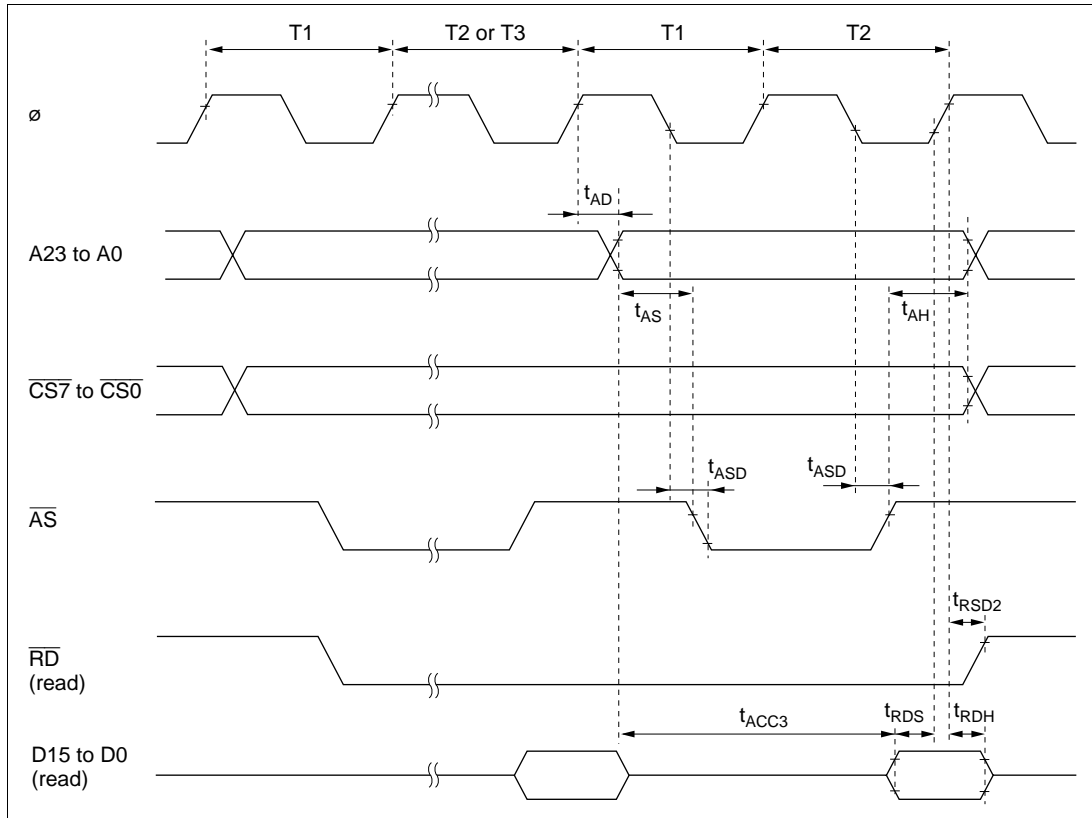 T1 T2 or T3 T1 T2
ø
tAD
A23 to A0
tAS tAH
CS7 to CS0
tASD tASD
AS
tRSD2
RD
(read)
tACC3 tRDS tRDH
D15 to D0
(read)